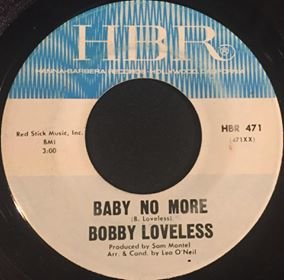 HBR
HANNA-BARBERA RECORDS, HOLLYWOOD, CALIFORNIA
Red Stick Music, Inc.
BMI
3:00
HBR 471
(471XX)
BABY NO MORE
(B. Loveless)
BOBBY LOVELESS
Produced by Sam Montel
Arr. & Cond. by Leo O'Neil